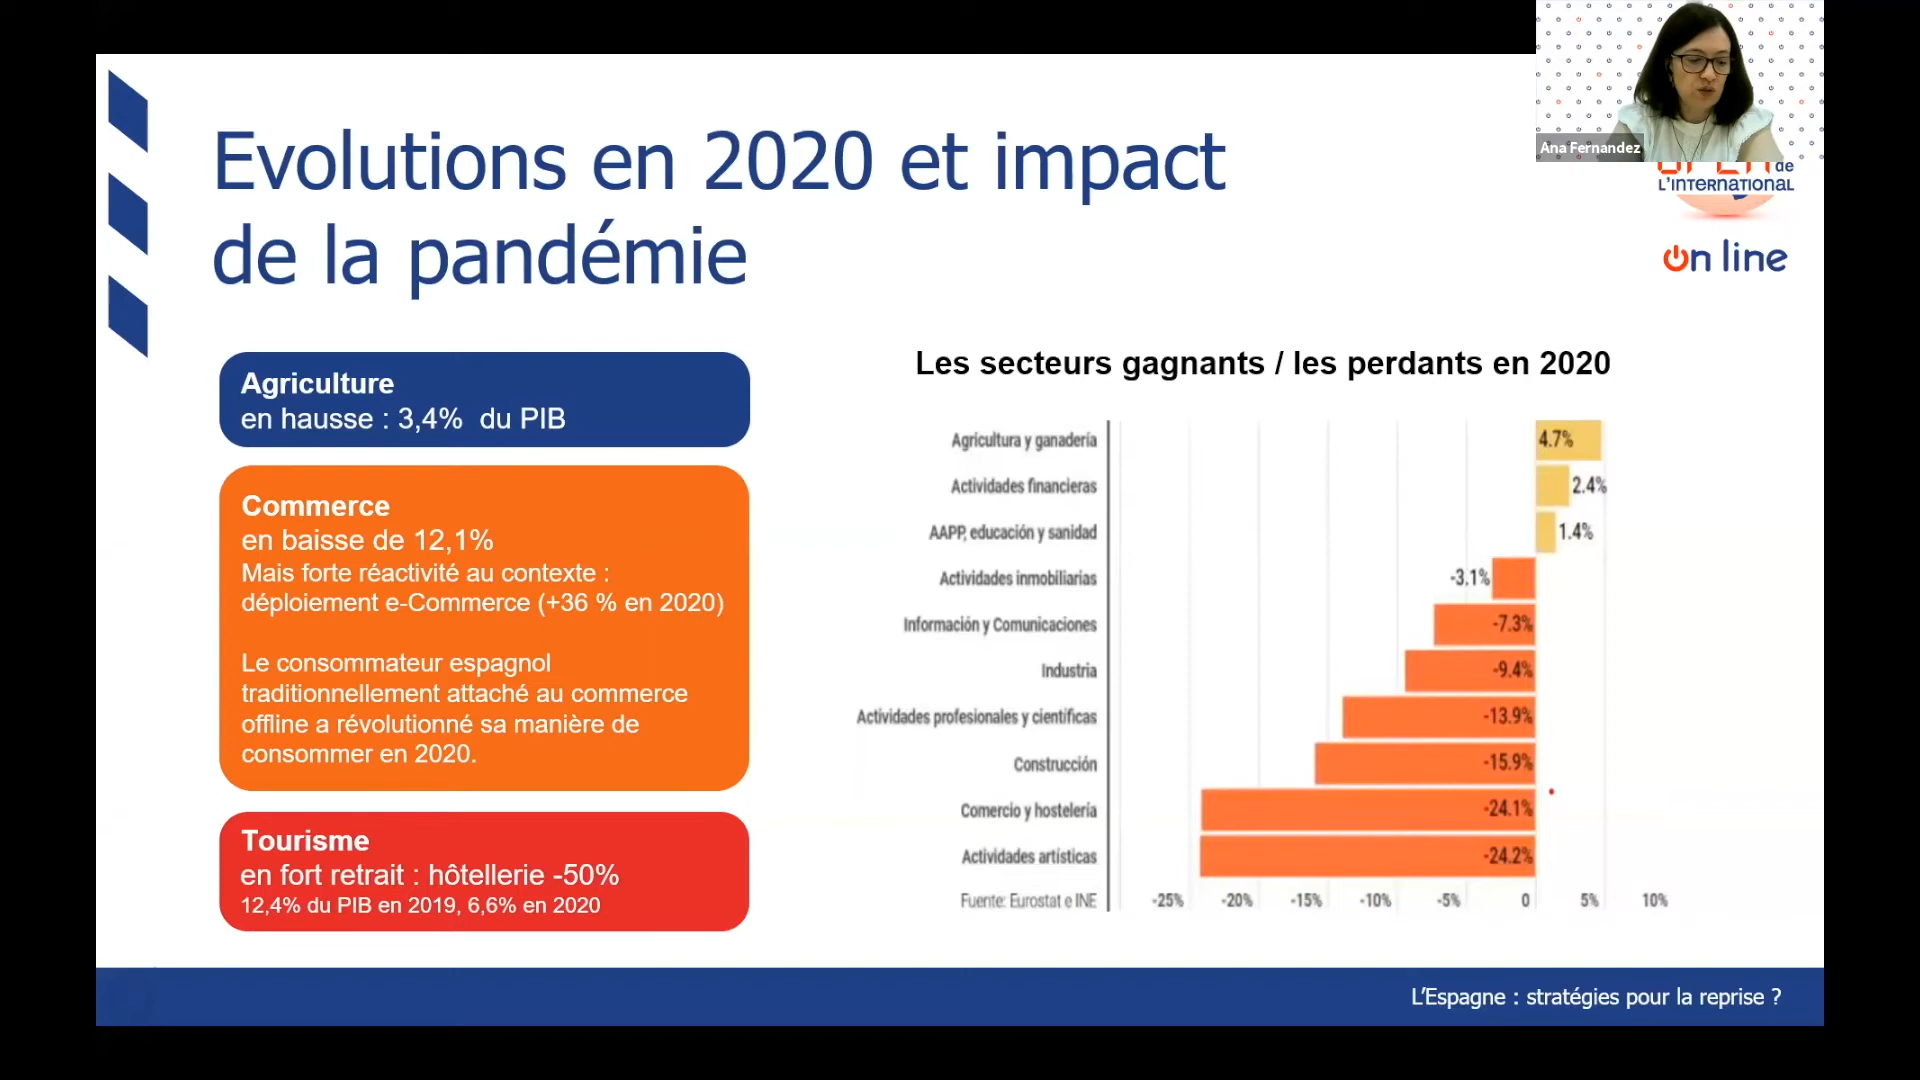 Evolutions en 2020 et impact
de la pandémie
Ana Fernandez
de
L'INTERNATIONAL
On line
Agriculture
en hausse : 3,4% du PIB
Commerce
en baisse de 12,1%
Mais forte réactivité au contexte :
déploiement e-Commerce (+36 % en 2020)
Le consommateur espagnol
traditionnellement attaché au commerce
offline a révolutionné sa manière de
consommer en 2020.
Tourisme
en fort retrait : hôtellerie -50%
12,4% du PIB en 2019, 6,6% en 2020
Les secteurs gagnants / les perdants en 2020
Agricultura y ganadería 4.7%
Actividades financieras 2.4%
AAPP, educación y sanidad 1.4%
Actividades inmobiliarias -3.1%
Información y Comunicaciones -7.3%
Industria -9.4%
Actividades profesionales y científicas -13.9%
Construcción -15.9%
Comercio y hostelería -24.1%
Actividades artísticas -24.2%
Fuente: Eurostat e INE -25% -20% -15% -10% -5% 0 5% 10%
L'Espagne : stratégies pour la reprise ?